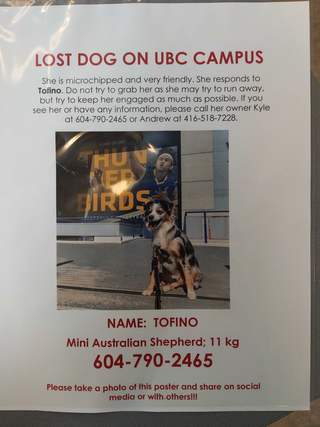 LOST DOG ON UBC CAMPUS
She is microchipped and very friendly. She responds to
Tofino. Do not try to grab her as she may try to run away,
but try to keep her engaged as much as possible. If you
see her or have any information, please call her owner Kyle
at 604-790-2465 or Andrew at 416-518-7228.
THUN
ER
BIRDS
NAME: TOFINO
Mini Australian Shepherd; 11 kg
604-790-2465
Please take a photo of this poster and share on social
media or with others!!!